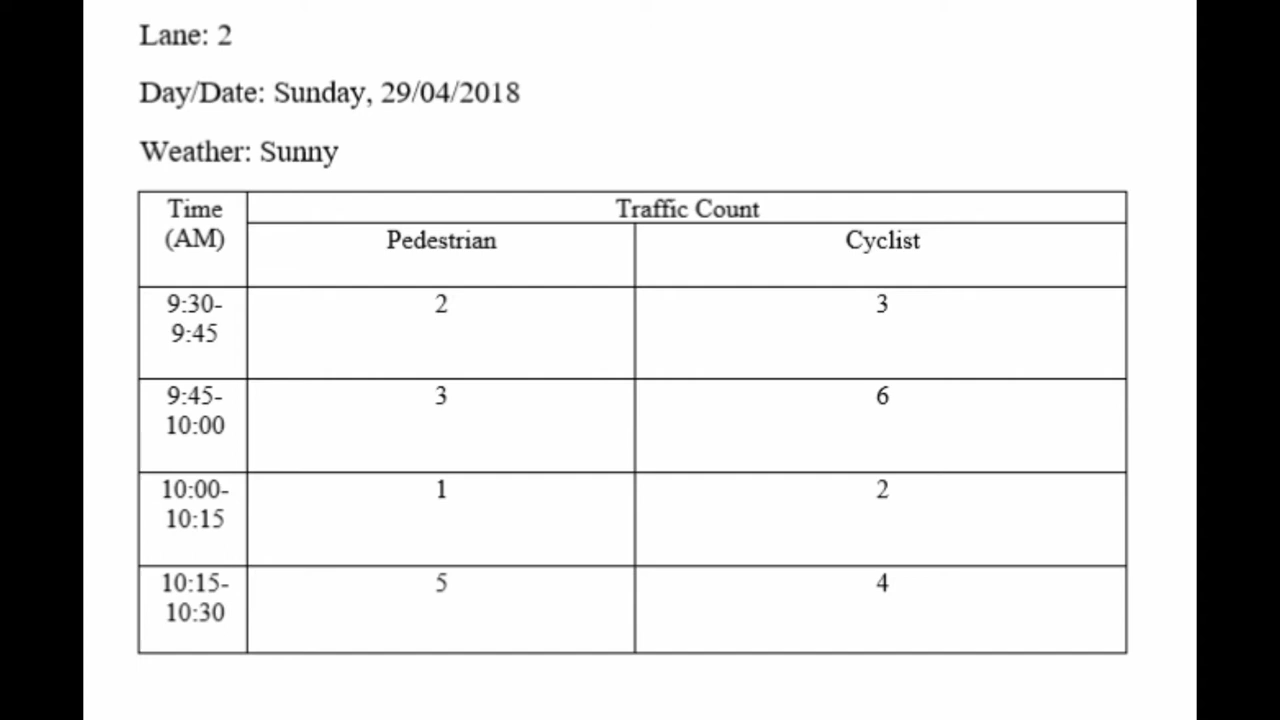 Lane: 2
Day/Date: Sunday, 29/04/2018
Weather: Sunny
Time
(AM)
Traffic Count
Pedestrian
Cyclist
9:30-
9:45
2
3
9:45-
10:00
3
6
10:00-
10:15
1
2
10:15-
10:30
5
4